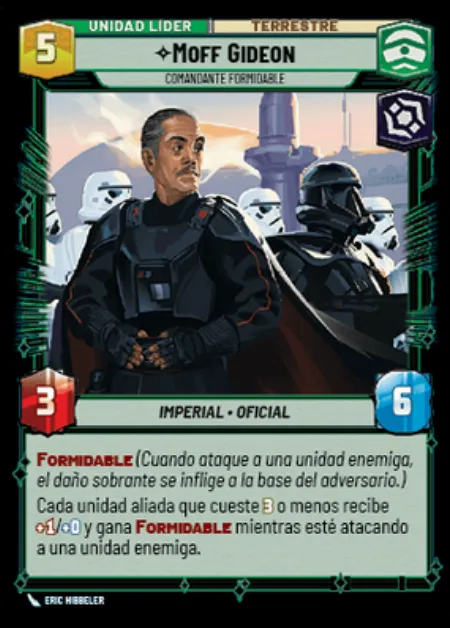 UNIDAD LÍDER
TERRESTRE
5
MOFF GIDEON
COMANDANTE FORMIDABLE
3
IMPERIAL • OFICIAL
6
FORMIDABLE (Cuando ataque a una unidad enemiga,
el daño sobrante se inflige a la base del adversario.)
Cada unidad aliada que cueste 3 o menos recibe
+1/+0 y gana FORMIDABLE mientras esté atacando
a una unidad enemiga.
ERIC HIBBELER